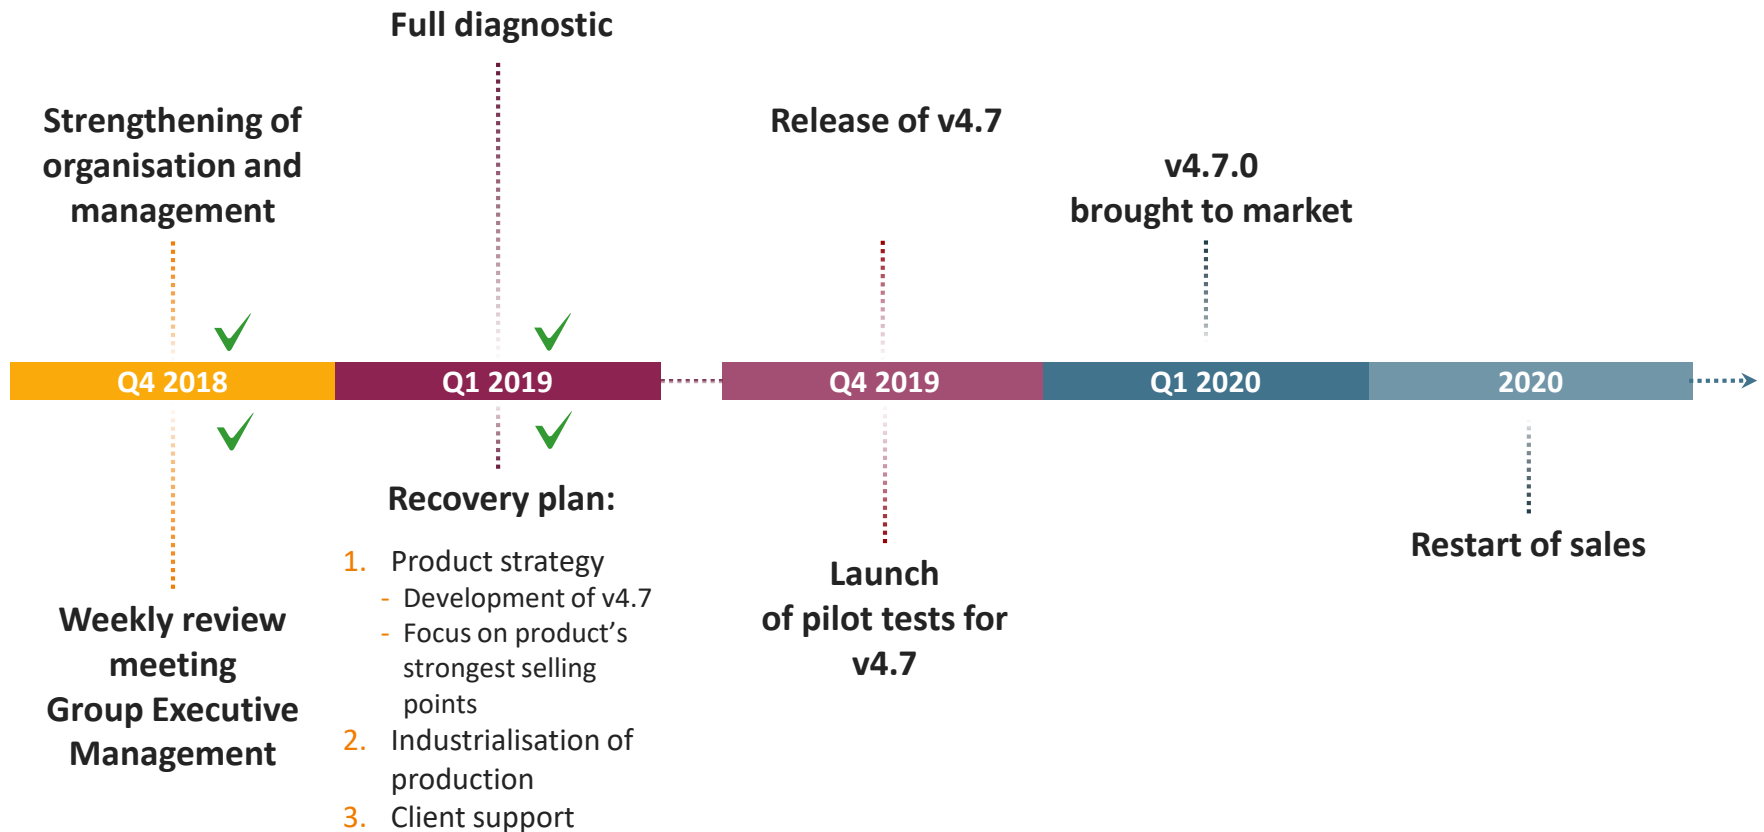 Full diagnostic
Strengthening of
organisation and
management
Release of v4.7
v4.7.0
brought to market
Q4 2018
Q1 2019
Q4 2019
Q1 2020
2020
Weekly review
meeting
Group Executive
Management
Recovery plan:
1. Product strategy
- Development of v4.7
- Focus on product’s
strongest selling
points
2. Industrialisation of
production
3. Client support
Launch
of pilot tests for
v4.7
Restart of sales